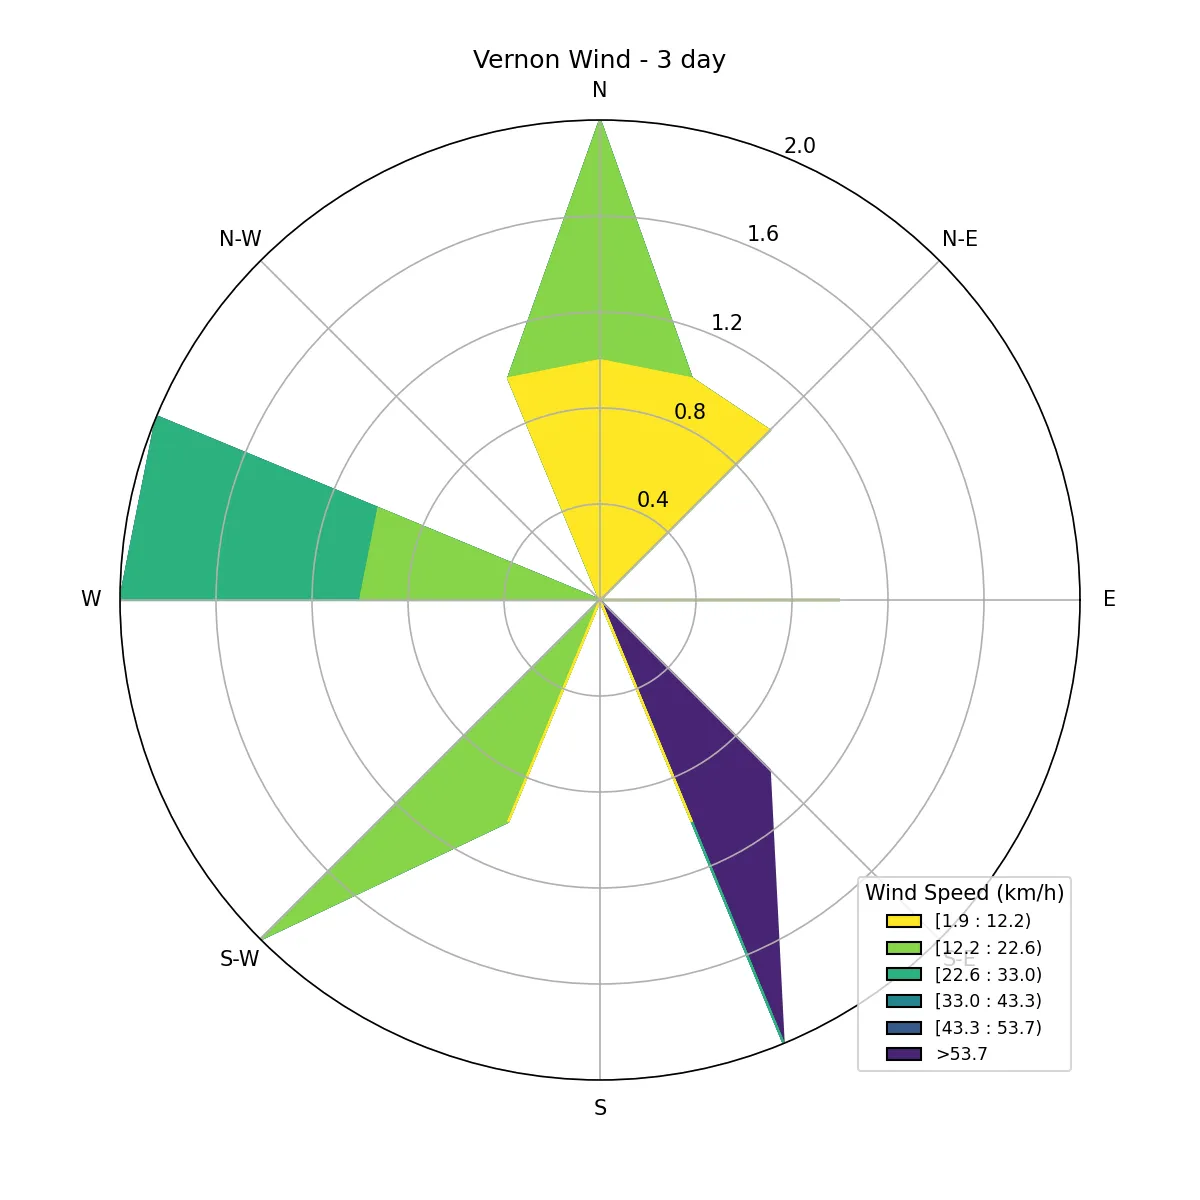 Vernon Wind - 3 day
N
2.0
N-W
1.6
N-E
1.2
0.8
0.4
W
E
S-W
S-E
S
Wind Speed (km/h)
[1.9 : 12.2)
[12.2 : 22.6)
[22.6 : 33.0)
[33.0 : 43.3)
[43.3 : 53.7)
>53.7